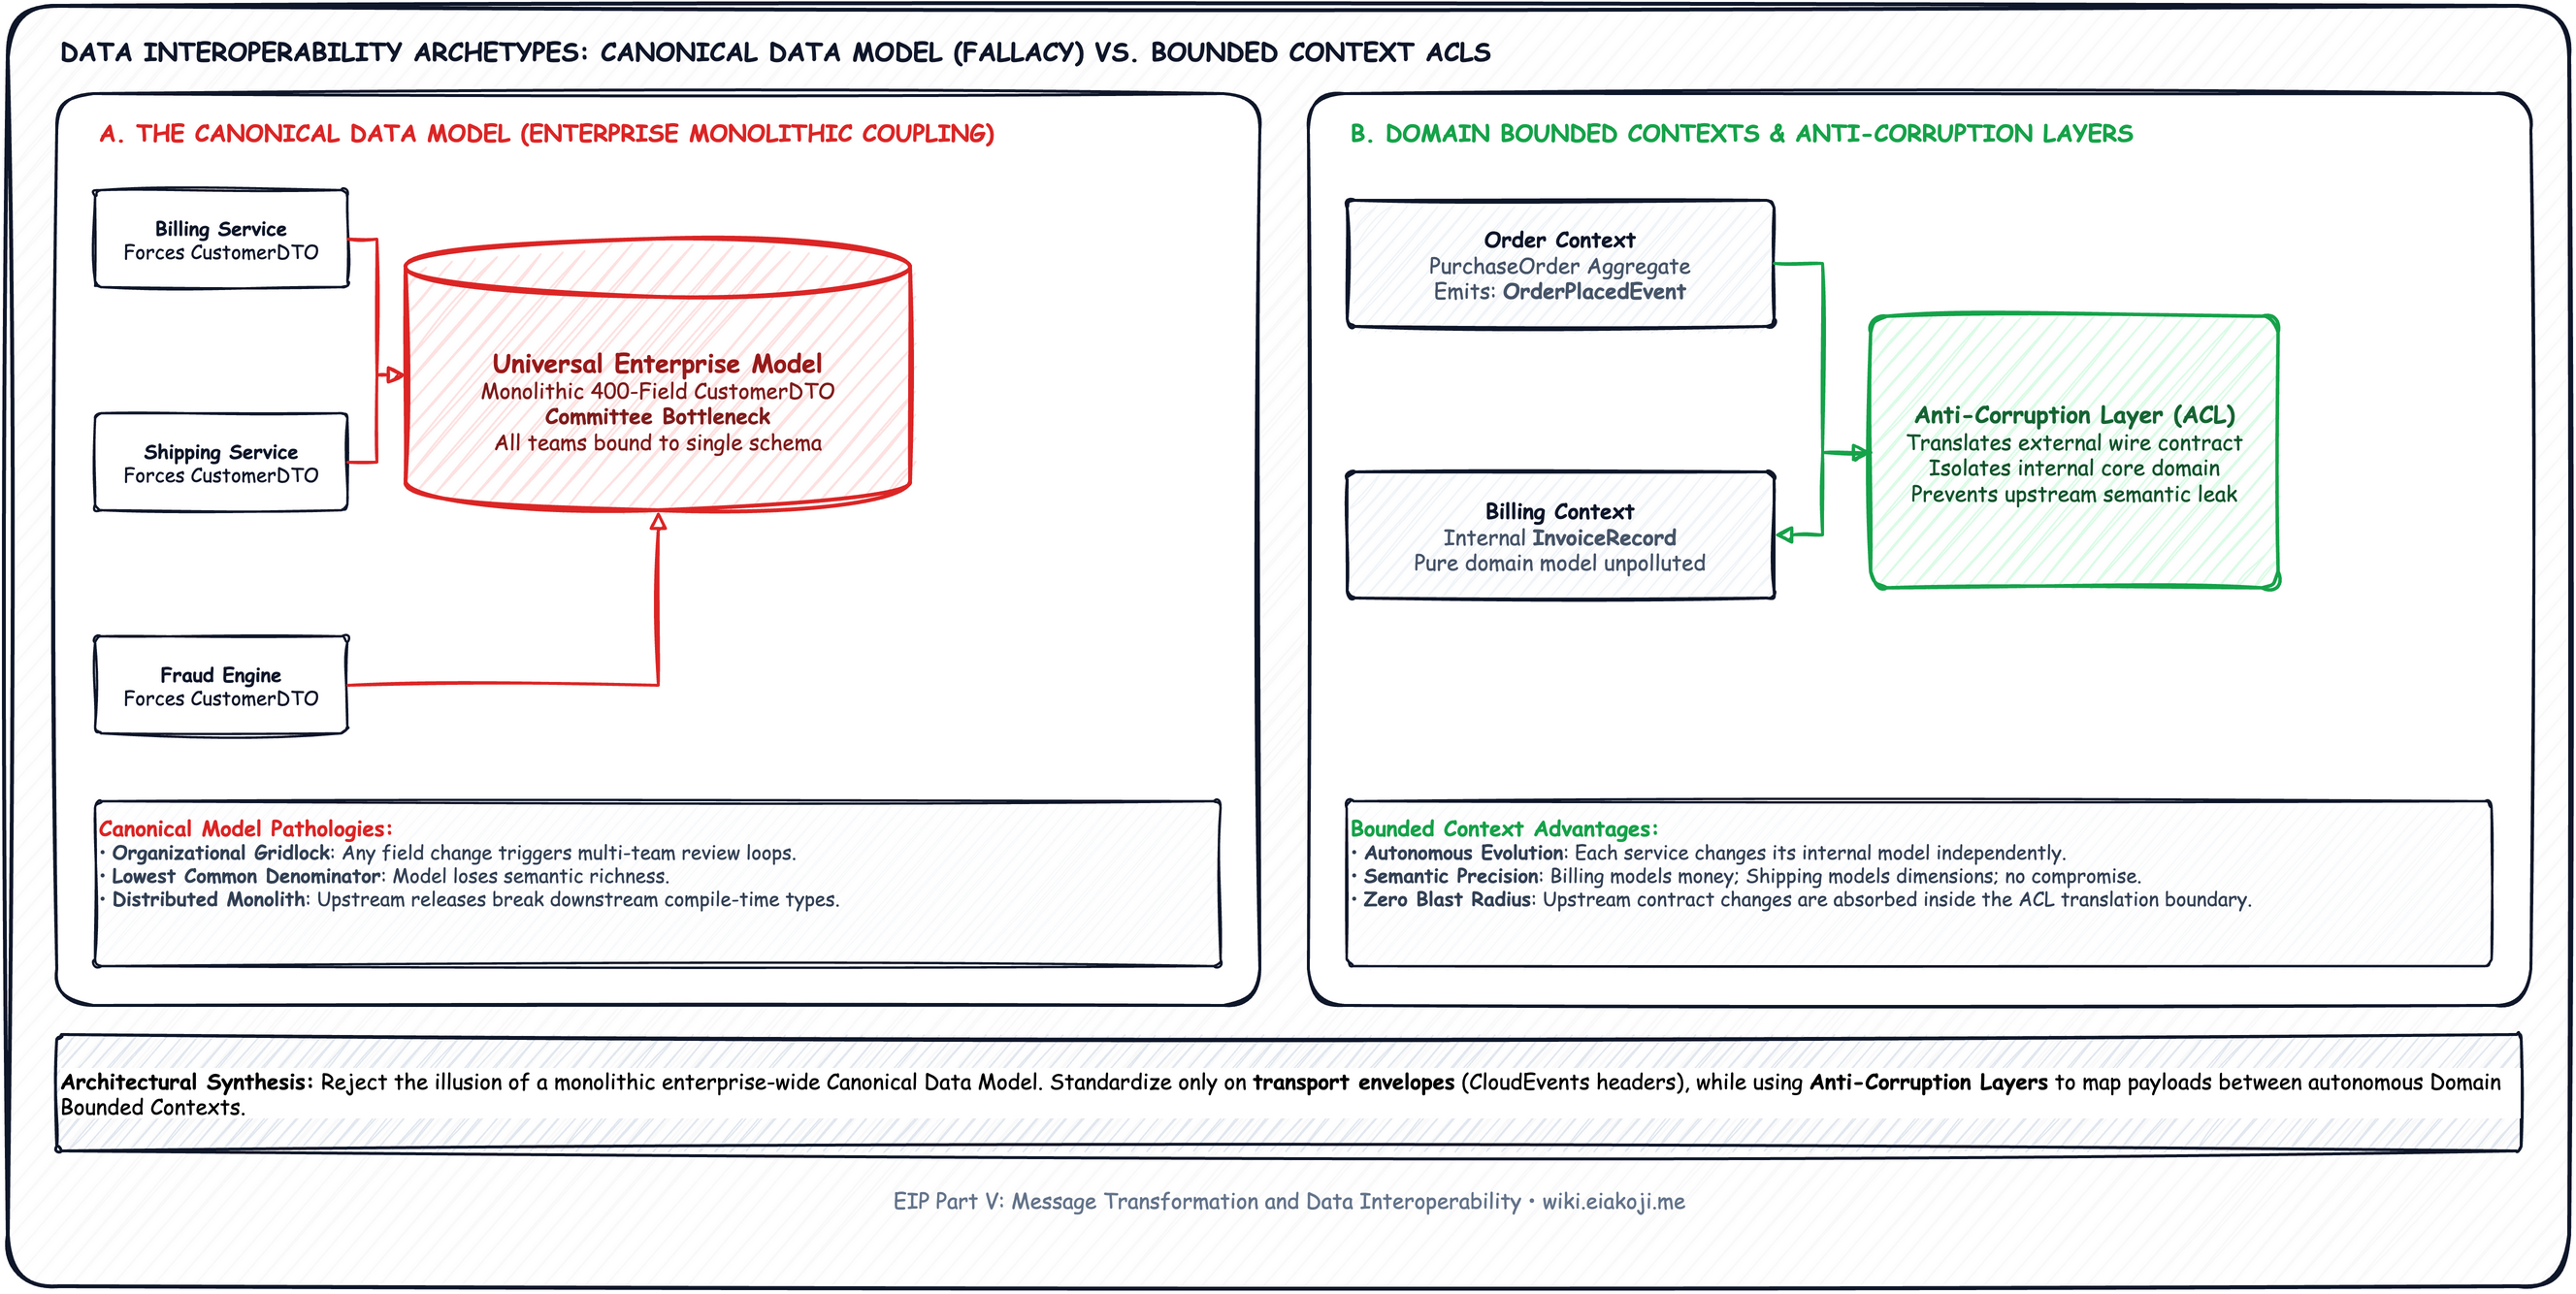 DATA INTEROPERABILITY ARCHETYPES: CANONICAL DATA MODEL (FALLACY) VS. BOUNDED CONTEXT ACLS
A. THE CANONICAL DATA MODEL (ENTERPRISE MONOLITHIC COUPLING)
Billing Service
Forces CustomerDTO
Shipping Service
Forces CustomerDTO
Fraud Engine
Forces CustomerDTO
Universal Enterprise Model
Monolithic 400-Field CustomerDTO
Committee Bottleneck
All teams bound to single schema
Canonical Model Pathologies:
• Organizational Gridlock: Any field change triggers multi-team review loops.
• Lowest Common Denominator: Model loses semantic richness.
• Distributed Monolith: Upstream releases break downstream compile-time types.
B. DOMAIN BOUNDED CONTEXTS & ANTI-CORRUPTION LAYERS
Order Context
PurchaseOrder Aggregate
Emits: OrderPlacedEvent
Billing Context
Internal InvoiceRecord
Pure domain model unpolluted
Anti-Corruption Layer (ACL)
Translates external wire contract
Isolates internal core domain
Prevents upstream semantic leak
Bounded Context Advantages:
• Autonomous Evolution: Each service changes its internal model independently.
• Semantic Precision: Billing models money; Shipping models dimensions; no compromise.
• Zero Blast Radius: Upstream contract changes are absorbed inside the ACL translation boundary.
Architectural Synthesis: Reject the illusion of a monolithic enterprise-wide Canonical Data Model. Standardize only on transport envelopes (CloudEvents headers), while using Anti-Corruption Layers to map payloads between autonomous Domain
Bounded Contexts.
EIP Part V: Message Transformation and Data Interoperability • wiki.eiakoji.me